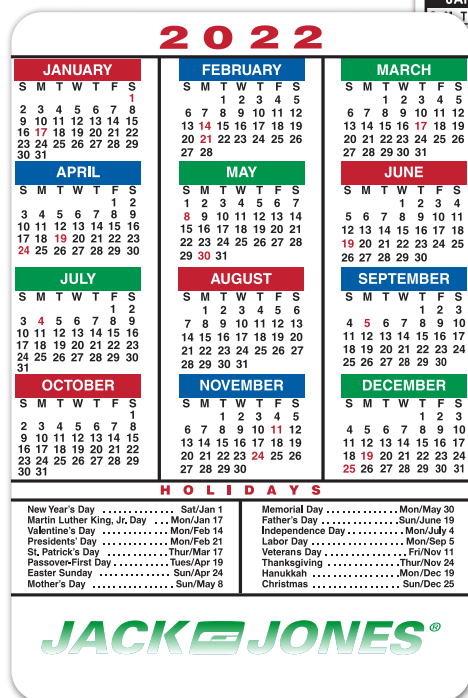 2022
JANUARY
S M T W T F S
1
2 3 4 5 6 7 8
9 10 11 12 13 14 15
16 17 18 19 20 21 22
23 24 25 26 27 28 29
30 31
FEBRUARY
S M T W T F S
1 2 3 4 5
6 7 8 9 10 11 12
13 14 15 16 17 18 19
20 21 22 23 24 25 26
27 28
MARCH
S M T W T F S
1 2 3 4 5
6 7 8 9 10 11 12
13 14 15 16 17 18 19
20 21 22 23 24 25 26
27 28 29 30 31
APRIL
S M T W T F S
1 2
3 4 5 6 7 8 9
10 11 12 13 14 15 16
17 18 19 20 21 22 23
24 25 26 27 28 29 30
MAY
S M T W T F S
1 2 3 4 5 6 7
8 9 10 11 12 13 14
15 16 17 18 19 20 21
22 23 24 25 26 27 28
29 30 31
JUNE
S M T W T F S
1 2 3 4
5 6 7 8 9 10 11
12 13 14 15 16 17 18
19 20 21 22 23 24 25
26 27 28 29 30
JULY
S M T W T F S
1 2
3 4 5 6 7 8 9
10 11 12 13 14 15 16
17 18 19 20 21 22 23
24 25 26 27 28 29 30
31
AUGUST
S M T W T F S
1 2 3 4 5 6
7 8 9 10 11 12 13
14 15 16 17 18 19 20
21 22 23 24 25 26 27
28 29 30 31
SEPTEMBER
S M T W T F S
1 2 3
4 5 6 7 8 9 10
11 12 13 14 15 16 17
18 19 20 21 22 23 24
25 26 27 28 29 30
OCTOBER
S M T W T F S
1
2 3 4 5 6 7 8
9 10 11 12 13 14 15
16 17 18 19 20 21 22
23 24 25 26 27 28 29
30 31
NOVEMBER
S M T W T F S
1 2 3 4 5
6 7 8 9 10 11 12
13 14 15 16 17 18 19
20 21 22 23 24 25 26
27 28 29 30
DECEMBER
S M T W T F S
1 2 3
4 5 6 7 8 9 10
11 12 13 14 15 16 17
18 19 20 21 22 23 24
25 26 27 28 29 30 31
HOLIDAYS
New Year's Day ............ Sat/Jan 1
Martin Luther King, Jr. Day ... Mon/Jan 17
Valentine's Day ............ Mon/Feb 14
Presidents' Day ............ Mon/Feb 21
St. Patrick's Day ............ Thur/Mar 17
Passover-First Day ......... Tues/Apr 19
Easter Sunday ............ Sun/Apr 24
Mother's Day ............ Sun/May 8
Memorial Day ............ Mon/May 30
Father's Day ............ Sun/June 19
Independence Day ......... Mon/July 4
Labor Day ............ Mon/Sep 5
Veterans Day ............ Fri/Nov 11
Thanksgiving ............ Thur/Nov 24
Hanukkah ............ Mon/Dec 19
Christmas ............ Sun/Dec 25
JACK JONES®